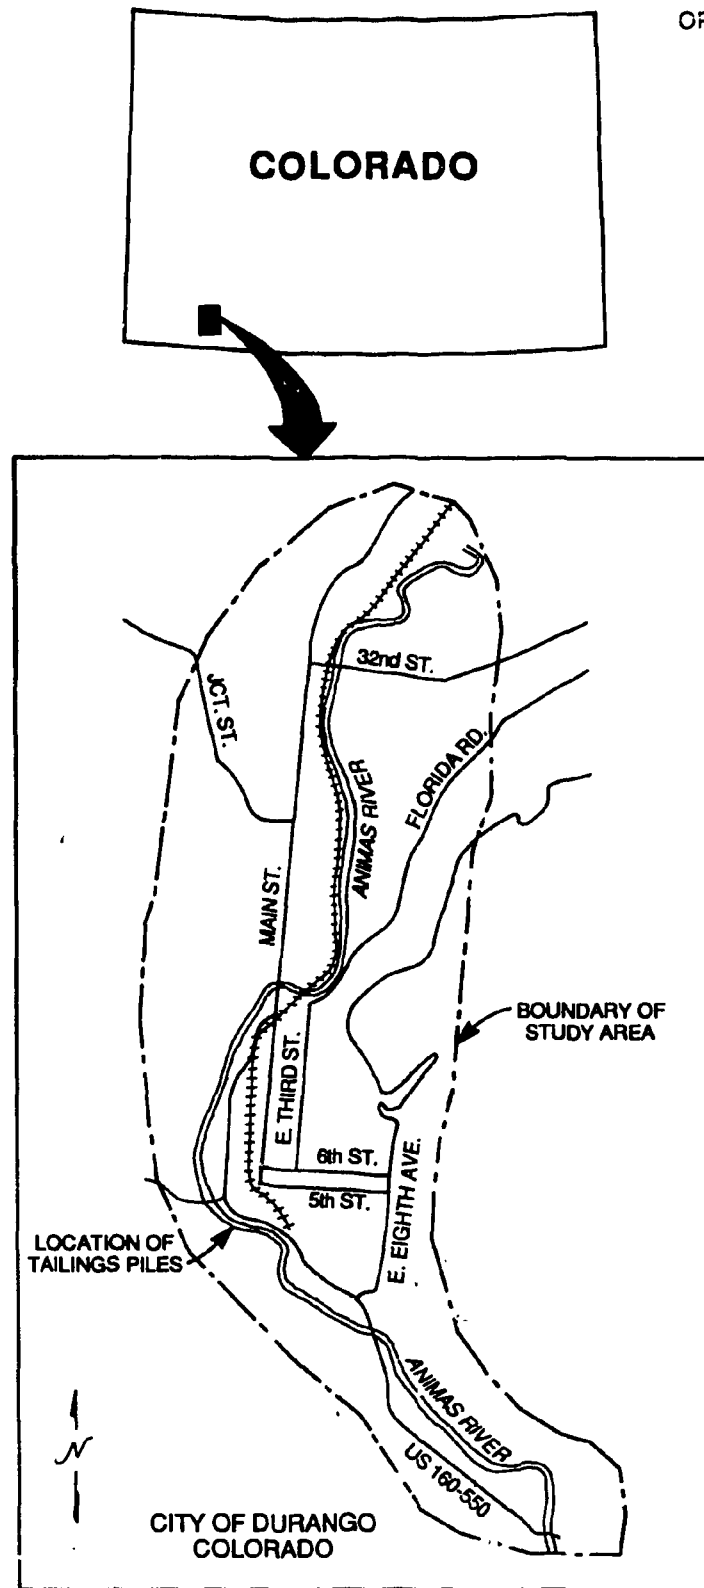 COLORADO
32nd ST.
JCT. ST.
FLORIDA RD.
ANIMAS RIVER
MAIN ST.
BOUNDARY OF
STUDY AREA
E. THIRD ST.
6th ST.
5th ST.
E. EIGHTH AVE.
LOCATION OF
TAILINGS PILES
ANIMAS RIVER
US 160-550
N
CITY OF DURANGO
COLORADO